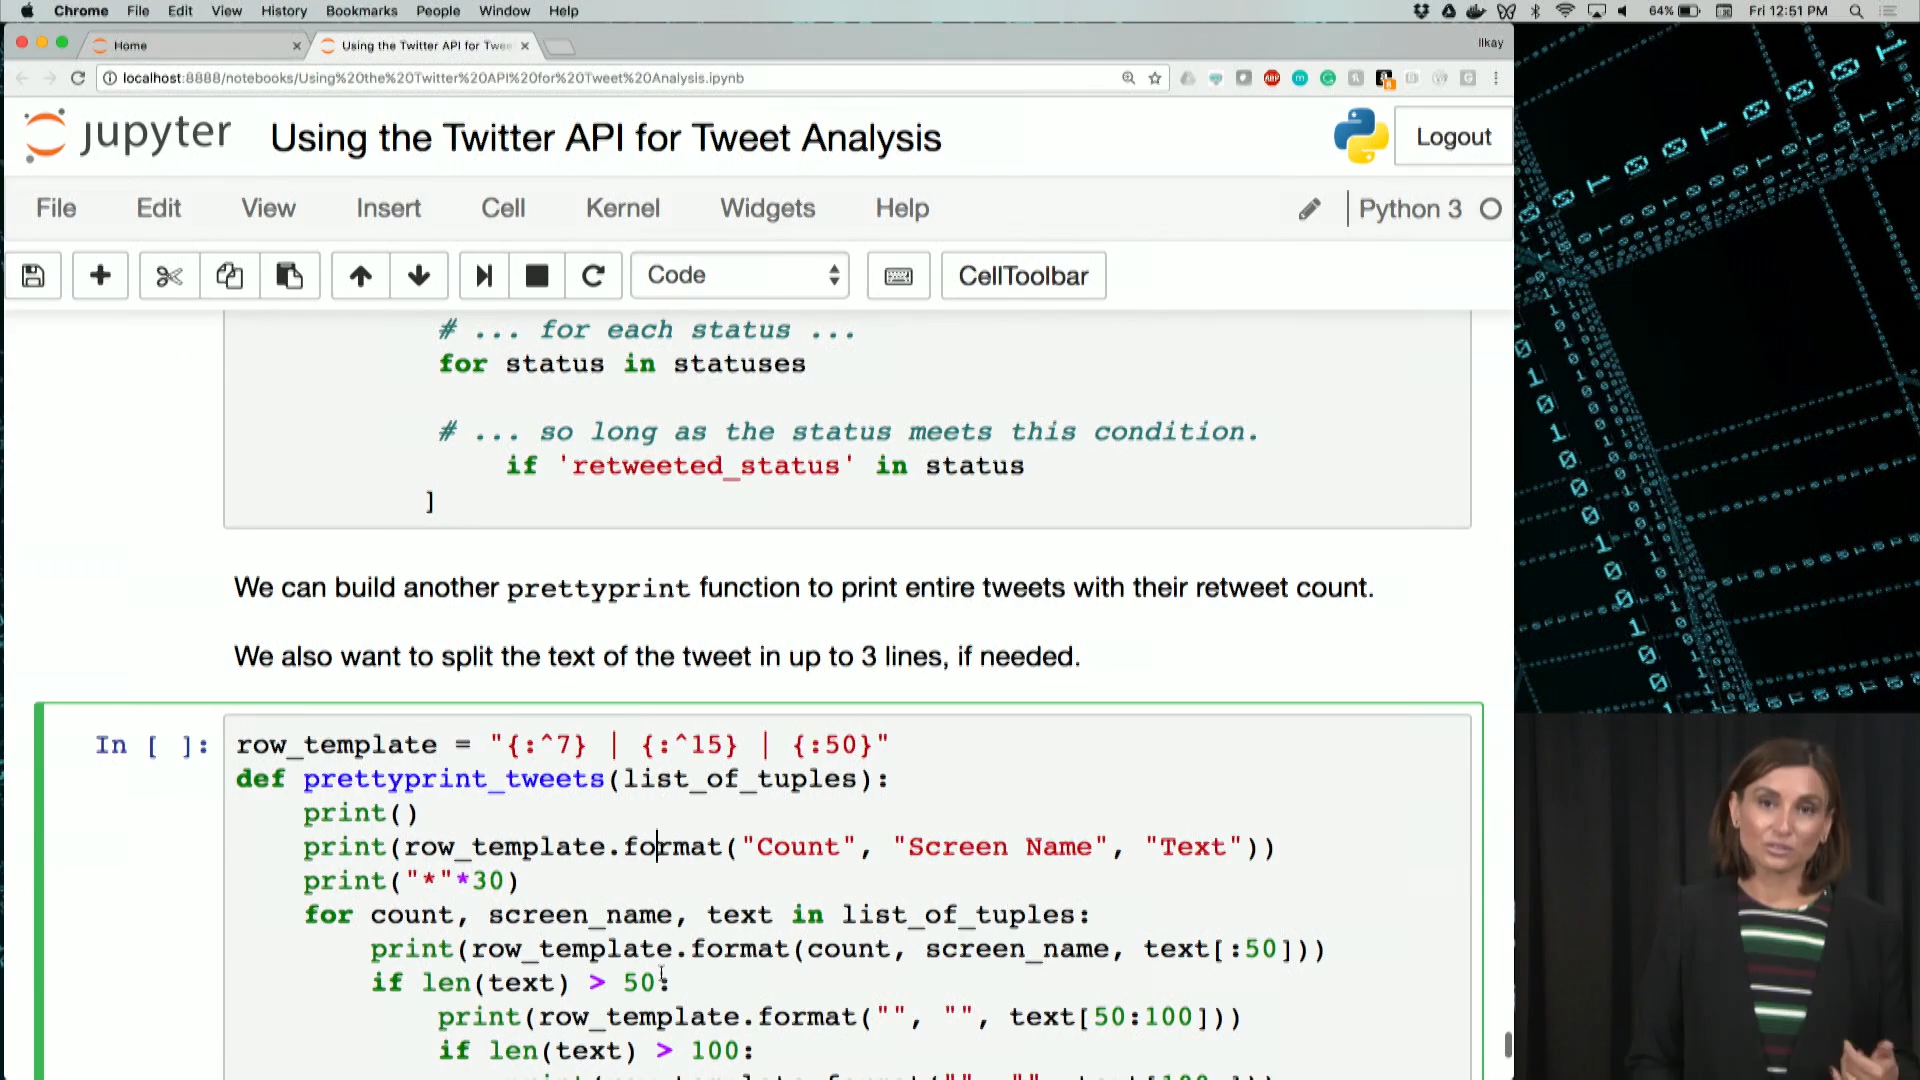 Chrome File Edit View History Bookmarks People Window Help 64% Fri 12:51 PM
Home Using the Twitter API for Twee Ilkay
localhost:8888/notebooks/Using%20the%20Twitter%20API%20for%20Tweet%20Analysis.ipynb
jupyter Using the Twitter API for Tweet Analysis Logout
File Edit View Insert Cell Kernel Widgets Help Python 3
Code CellToolbar
# ... for each status ...
for status in statuses
# ... so long as the status meets this condition.
if 'retweeted_status' in status
]
We can build another prettyprint function to print entire tweets with their retweet count.
We also want to split the text of the tweet in up to 3 lines, if needed.
In [ ]: row_template = "{:^7} | {:^15} | {:50}"
def prettyprint_tweets(list_of_tuples):
print()
print(row_template.format("Count", "Screen Name", "Text"))
print("*"*30)
for count, screen_name, text in list_of_tuples:
print(row_template.format(count, screen_name, text[:50]))
if len(text) > 50:
print(row_template.format("", "", text[50:100]))
if len(text) > 100: